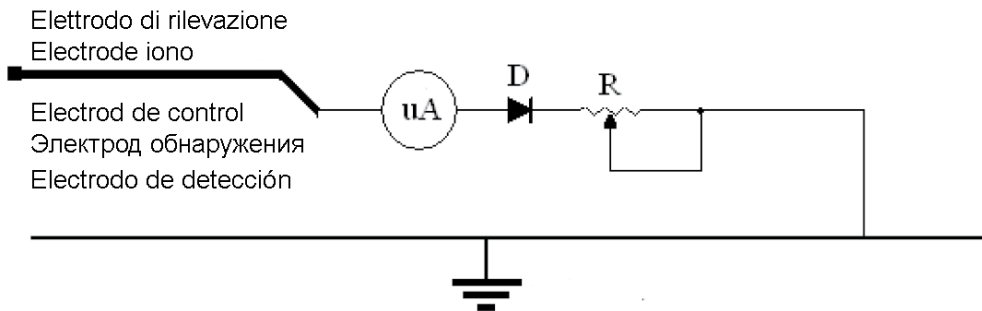 Elettrodo di rilevazione
Electrode iono
Electrod de control
Электрод обнаружения
Electrodo de detección
uA
D
R